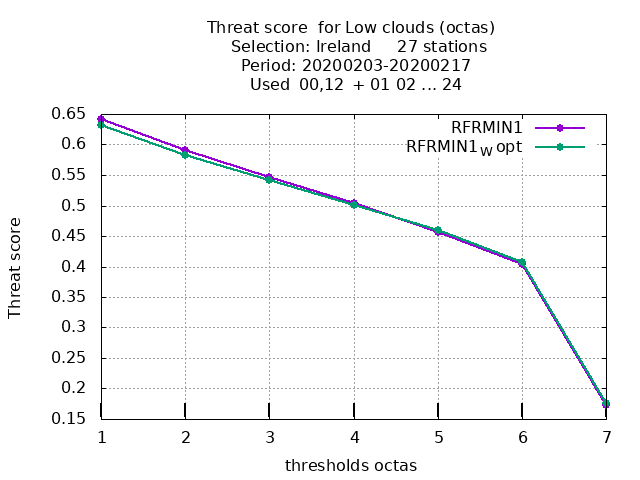 Threat score  for Low clouds (octas)
Selection: Ireland     27 stations
Period: 20200203-20200217
Used  00,12  + 01 02 ... 24
RFRMIN1
RFRMIN1W opt
0.65
0.6
0.55
0.5
0.45
0.4
0.35
0.3
0.25
0.2
0.15
Threat score
1 2 3 4 5 6 7
thresholds octas